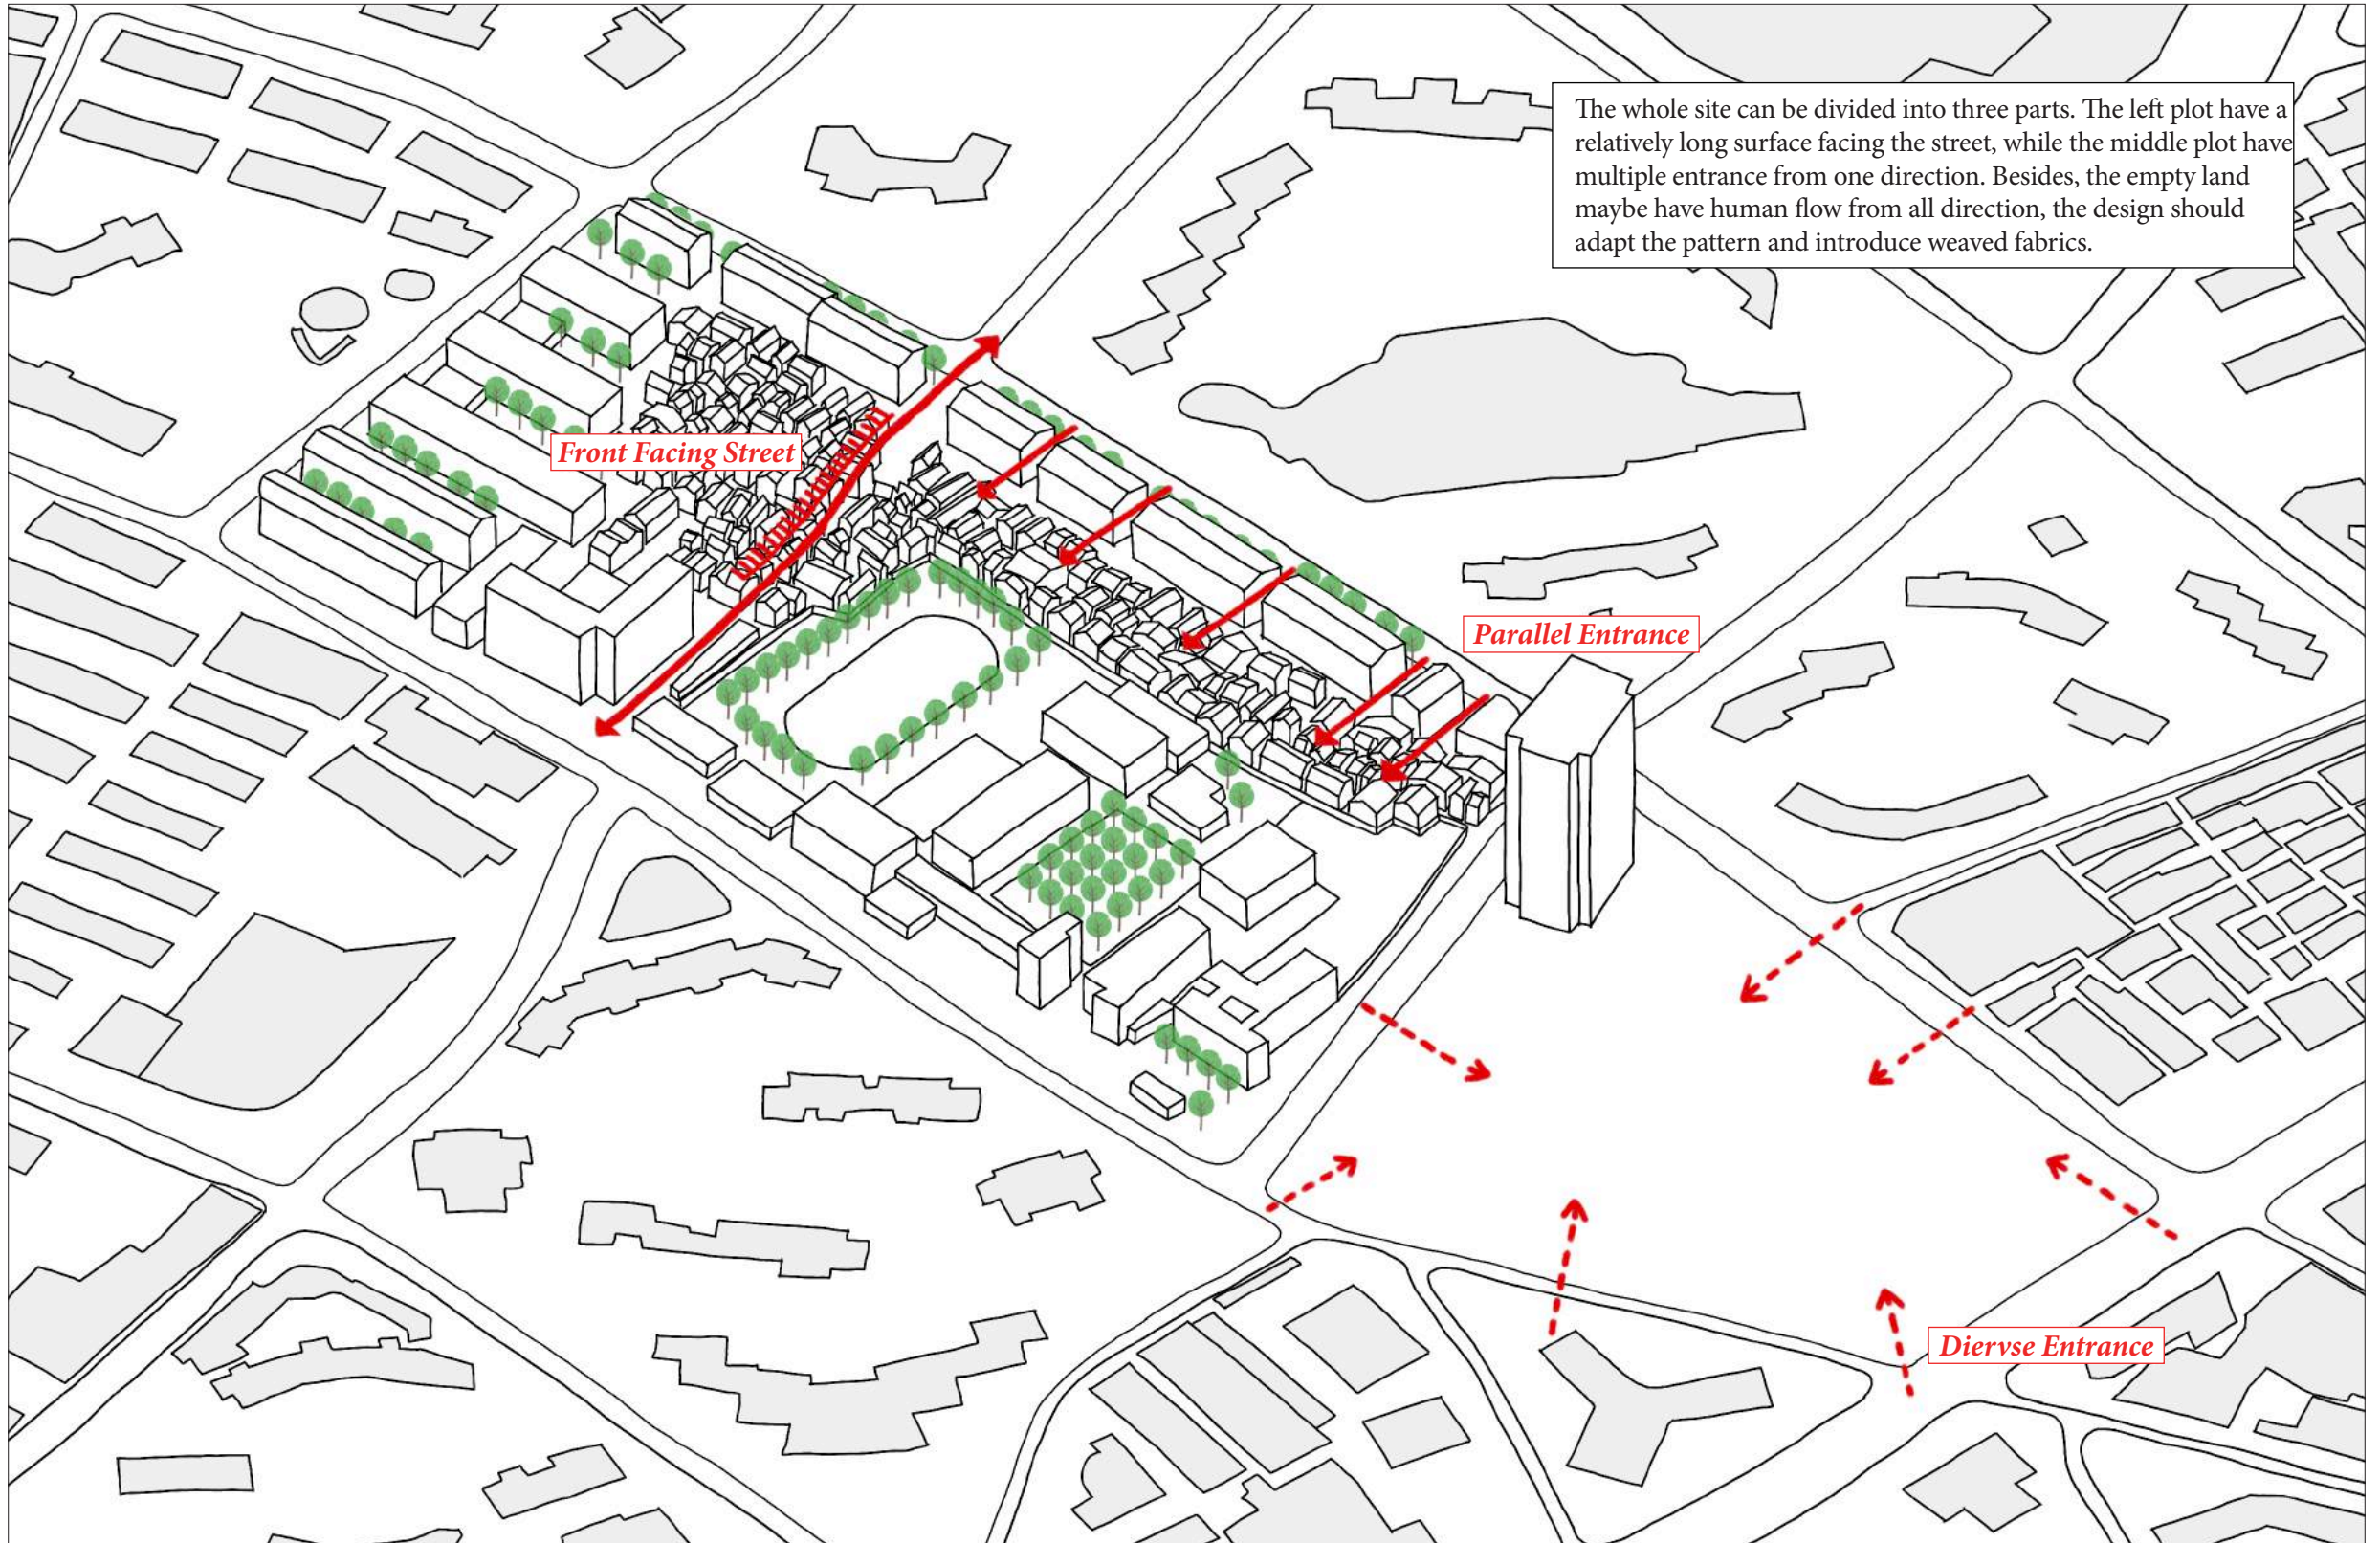 The whole site can be divided into three parts. The left plot have a
relatively long surface facing the street, while the middle plot have
multiple entrance from one direction. Besides, the empty land
maybe have human flow from all direction, the design should
adapt the pattern and introduce weaved fabrics.
Front Facing Street
Parallel Entrance
Diervse Entrance